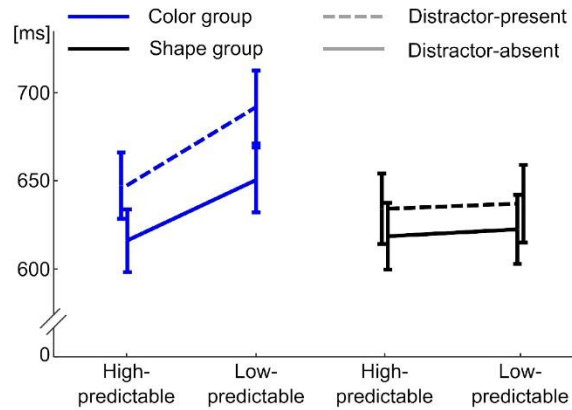 [ms]
Color group
Distractor-present
Shape group
Distractor-absent
700
650
600
0
High-
predictable
Low-
predictable
High-
predictable
Low-
predictable